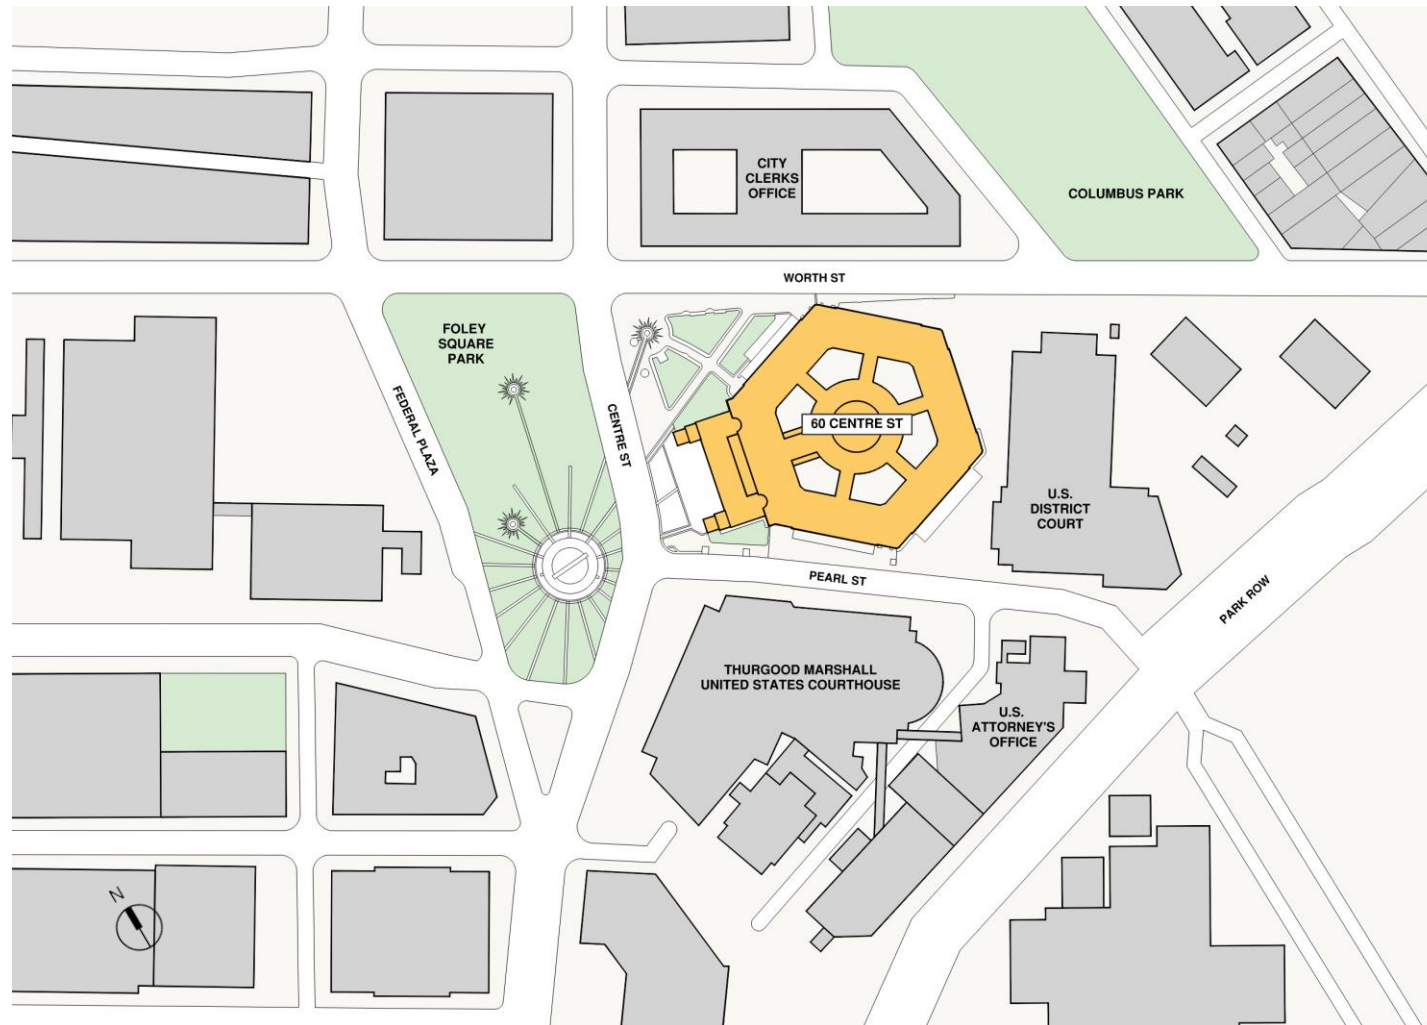 CITY
CLERKS
OFFICE
COLUMBUS PARK
WORTH ST
FOLEY
SQUARE
PARK
FEDERAL PLAZA
CENTRE ST
60 CENTRE ST
U.S.
DISTRICT
COURT
PEARL ST
PARK ROW
THURGOOD MARSHALL
UNITED STATES COURTHOUSE
U.S.
ATTORNEY'S
OFFICE
N